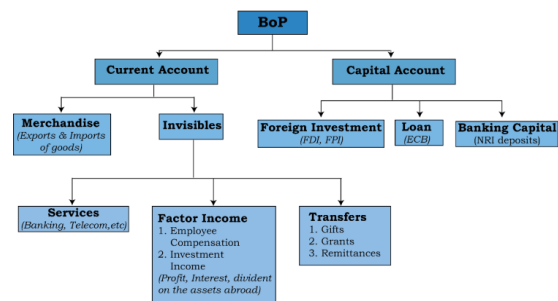 BoP
Current Account
Capital Account
Merchandise
(Exports & Imports
of goods)
Invisibles
Foreign Investment
(FDI, FPI)
Loan
(ECB)
Banking Capital
(NRI deposits)
Services
(Banking, Telecom,etc)
Factor Income
1. Employee
Compensation
2. Investment
Income
(Profit, Interest, divident
on the assets abroad)
Transfers
1. Gifts
2. Grants
3. Remittances